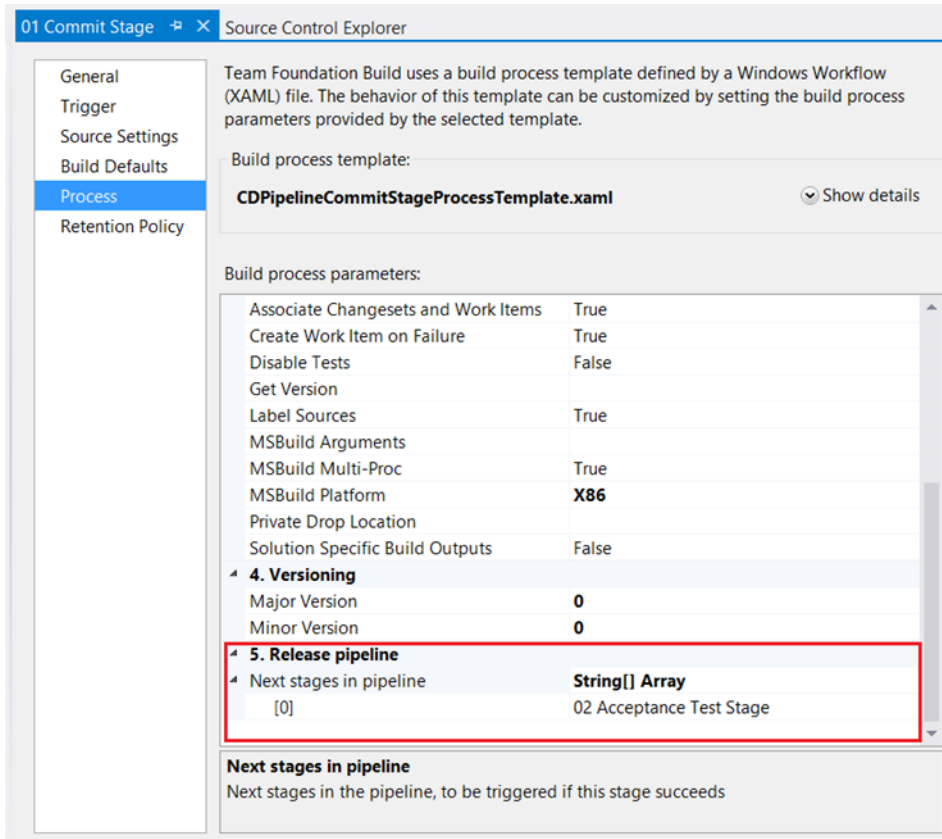 01 Commit Stage
Source Control Explorer
General
Trigger
Source Settings
Build Defaults
Process
Retention Policy
Team Foundation Build uses a build process template defined by a Windows Workflow
(XAML) file. The behavior of this template can be customized by setting the build process
parameters provided by the selected template.
Build process template:
CDPipelineCommitStageProcessTemplate.xaml
Show details
Build process parameters:
Associate Changesets and Work Items True
Create Work Item on Failure True
Disable Tests False
Get Version
Label Sources True
MSBuild Arguments
MSBuild Multi-Proc True
MSBuild Platform X86
Private Drop Location
Solution Specific Build Outputs False
4. Versioning
Major Version 0
Minor Version 0
5. Release pipeline
Next stages in pipeline String[] Array
[0] 02 Acceptance Test Stage
Next stages in pipeline
Next stages in the pipeline, to be triggered if this stage succeeds